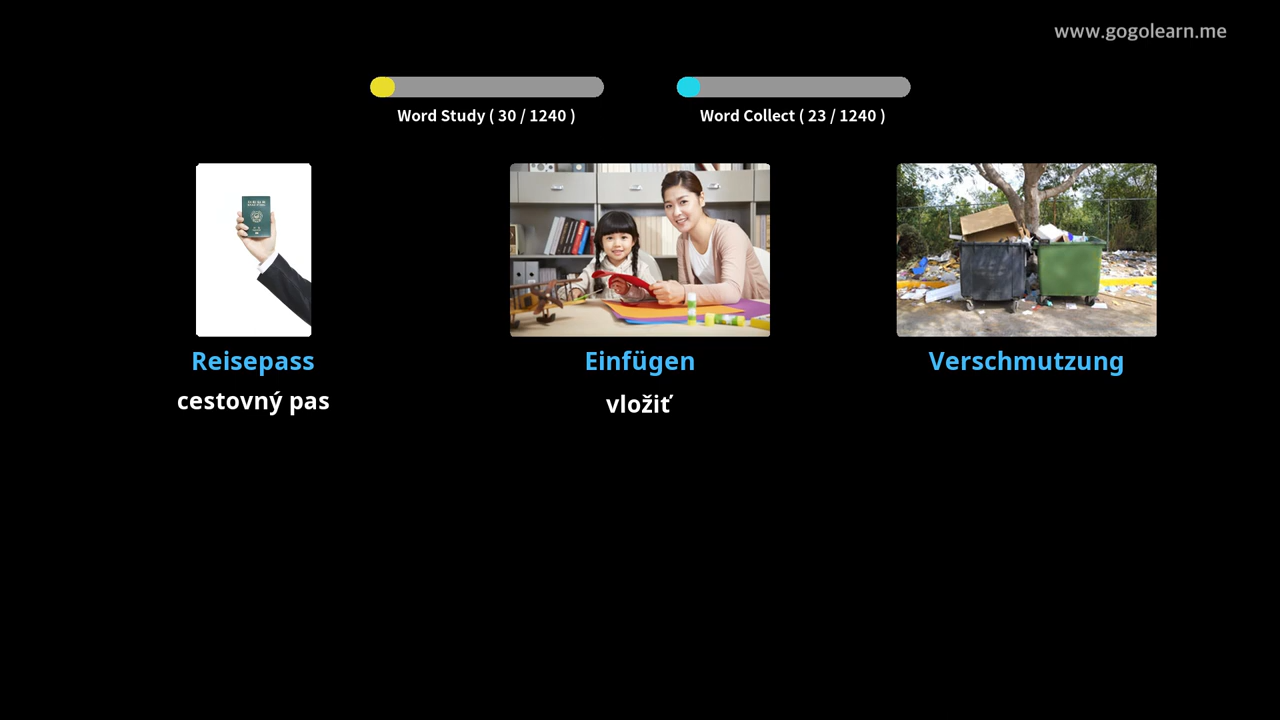 www.gogolearn.me
Word Study ( 30 / 1240 )
Word Collect ( 23 / 1240 )
Reisepass
Einfügen
Verschmutzung
cestovný pas
vložiť